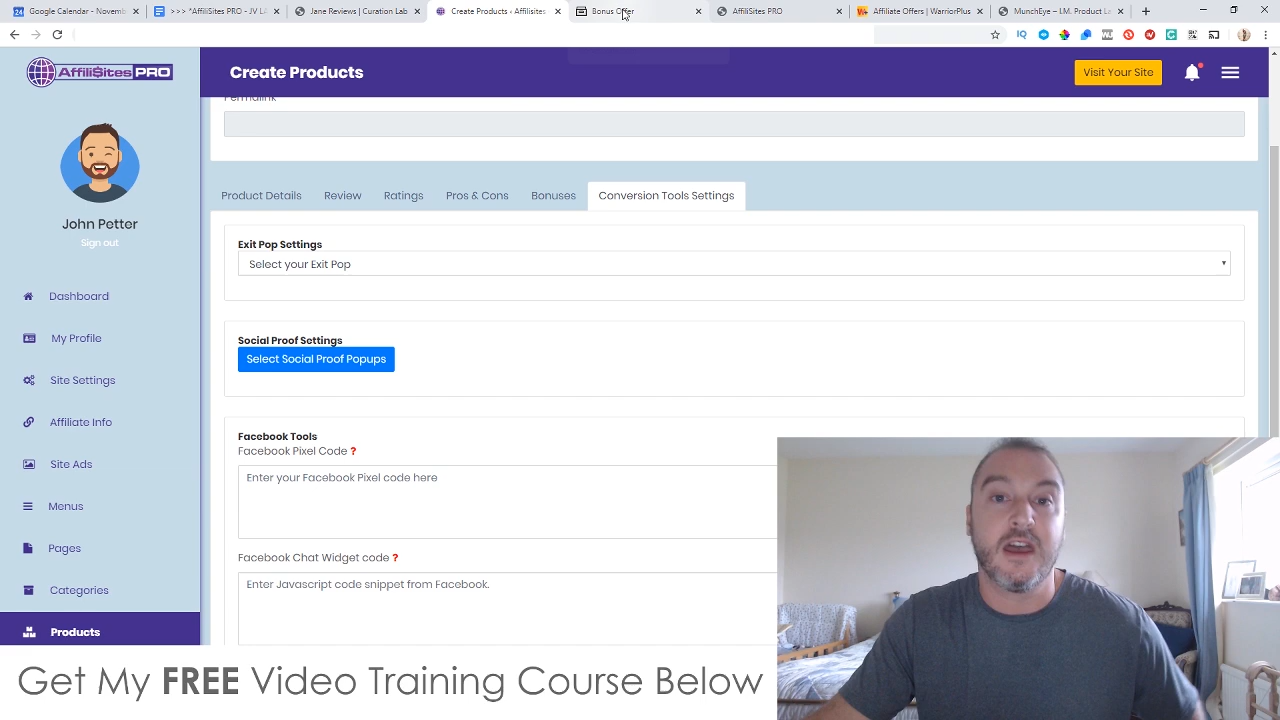 Google Calendar - Novemb
>>> *AffiliSites PRO - JV LA
Jane Reviews | Curation Lab
Create Products - Affilisites
Bonus Offer
AffiliSites PRO
Affiliate Offers | WarriorPlus
MunchEye – I.M. Product La
AffiliSites PRO
Create Products
Visit Your Site
John Petter
Sign out
Dashboard
My Profile
Site Settings
Affiliate Info
Site Ads
Menus
Pages
Categories
Products
Permalink
Product Details
Review
Ratings
Pros & Cons
Bonuses
Conversion Tools Settings
Exit Pop Settings
Select your Exit Pop
Social Proof Settings
Select Social Proof Popups
Facebook Tools
Facebook Pixel Code ?
Enter your Facebook Pixel code here
Facebook Chat Widget code ?
Enter Javascript code snippet from Facebook.
Get My FREE Video Training Course Below